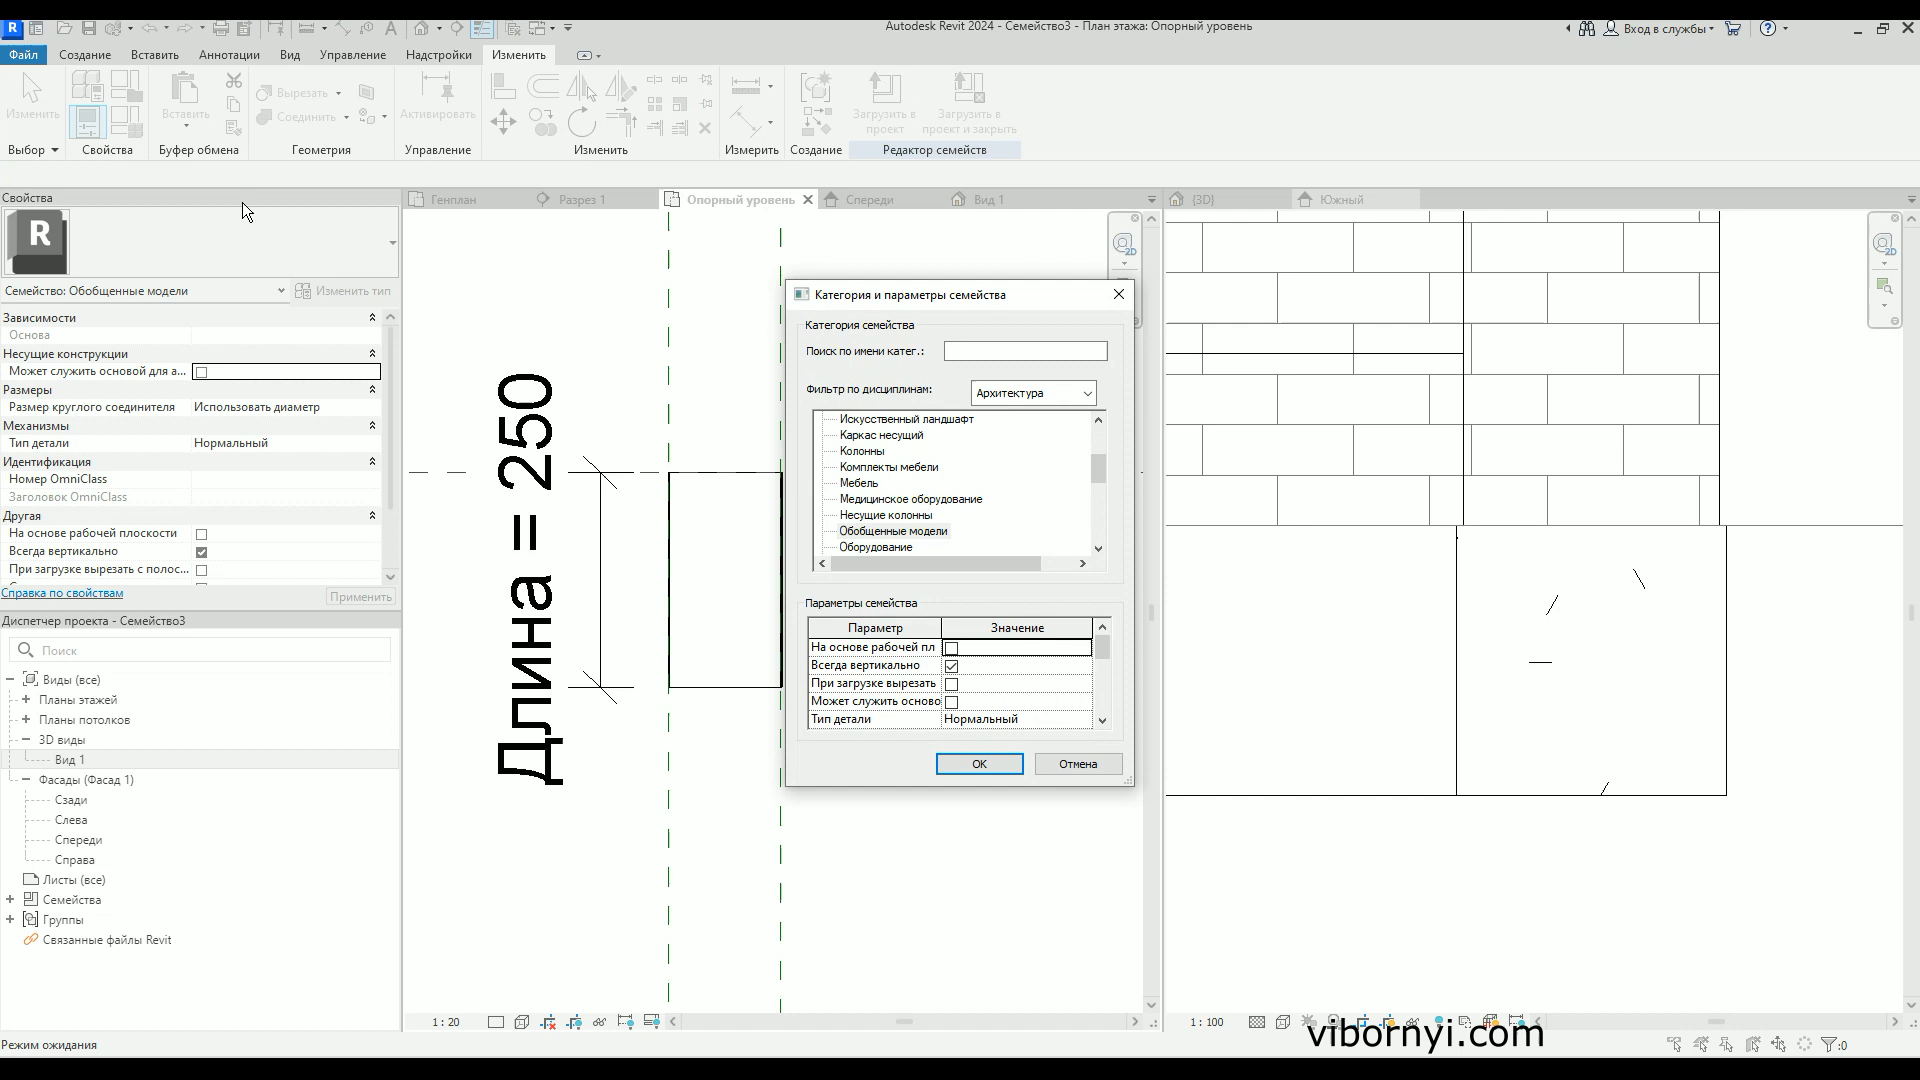 R
Autodesk Revit 2024 - Семейство3 - План этажа: Опорный уровень
Вход в службы
Файл
Создание
Вставить
Аннотации
Вид
Управление
Надстройки
Изменить
Изменить
Вставить
Вырезать
Соединить
Активировать
Загрузить в
проект
Загрузить в
проект и закрыть
Выбор
Свойства
Буфер обмена
Геометрия
Управление
Изменить
Измерить
Создание
Редактор семейств
Свойства
R
Семейство: Обобщенные модели
Изменить тип
Зависимости
Основа
Несущие конструкции
Может служить основой для а...
Размеры
Размер круглого соединителя
Использовать диаметр
Механизмы
Тип детали
Нормальный
Идентификация
Номер OmniClass
Заголовок OmniClass
Другая
На основе рабочей плоскости
Всегда вертикально
При загрузке вырезать с полос...
Справка по свойствам
Применить
Диспетчер проекта - Семейство3
Поиск
Виды (все)
Планы этажей
Планы потолков
3D виды
Вид 1
Фасады (Фасад 1)
Сзади
Слева
Спереди
Справа
Листы (все)
Семейства
Группы
Связанные файлы Revit
Режим ожидания
Генплан
Разрез 1
Опорный уровень
Спереди
Вид 1
{3D}
Южный
2D
2D
Длина = 250
Категория и параметры семейства
Категория семейства
Поиск по имени катег.:
Фильтр по дисциплинам:
Архитектура
Искусственный ландшафт
Каркас несущий
Колонны
Комплекты мебели
Мебель
Медицинское оборудование
Несущие колонны
Обобщенные модели
Оборудование
Параметры семейства
Параметр
Значение
На основе рабочей пл
Всегда вертикально
При загрузке вырезать
Может служить осново
Тип детали
Нормальный
OK
Отмена
1 : 20
1 : 100
vibornyi.com
:0